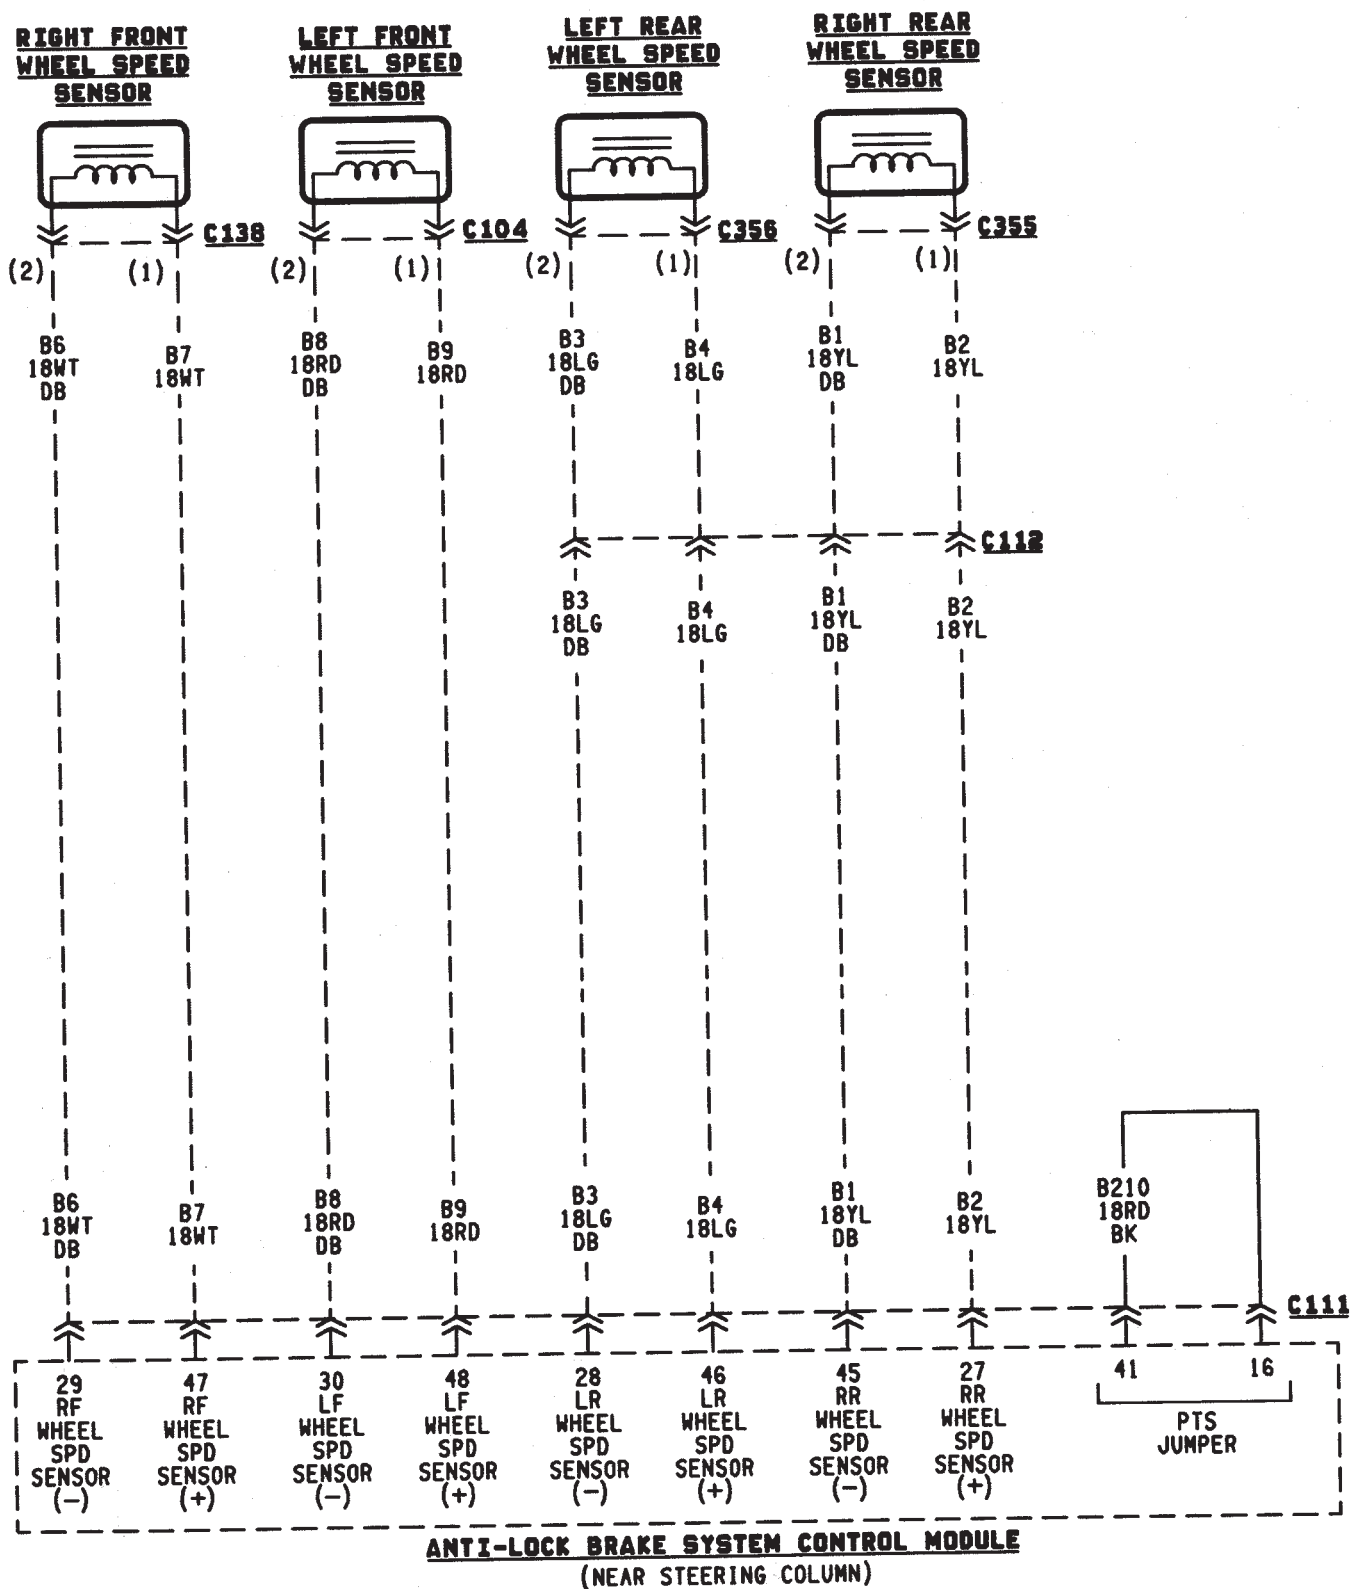 RIGHT FRONT
WHEEL SPEED
SENSOR
LEFT FRONT
WHEEL SPEED
SENSOR
LEFT REAR
WHEEL SPEED
SENSOR
RIGHT REAR
WHEEL SPEED
SENSOR
C138
C104
C356
C355
(2)
(1)
(2)
(1)
(2)
(1)
(2)
(1)
B6
18WT
DB
B7
18WT
B8
18RD
DB
B9
18RD
B3
18LG
DB
B4
18LG
B1
18YL
DB
B2
18YL
C112
B3
18LG
DB
B4
18LG
B1
18YL
DB
B2
18YL
B6
18WT
DB
B7
18WT
B8
18RD
DB
B9
18RD
B3
18LG
DB
B4
18LG
B1
18YL
DB
B2
18YL
B210
18RD
BK
C111
29
RF
WHEEL
SPD
SENSOR
(-)
47
RF
WHEEL
SPD
SENSOR
(+)
30
LF
WHEEL
SPD
SENSOR
(-)
48
LF
WHEEL
SPD
SENSOR
(+)
28
LR
WHEEL
SPD
SENSOR
(-)
46
LR
WHEEL
SPD
SENSOR
(+)
45
RR
WHEEL
SPD
SENSOR
(-)
27
RR
WHEEL
SPD
SENSOR
(+)
41
16
PTS
JUMPER
ANTI-LOCK BRAKE SYSTEM CONTROL MODULE
(NEAR STEERING COLUMN)